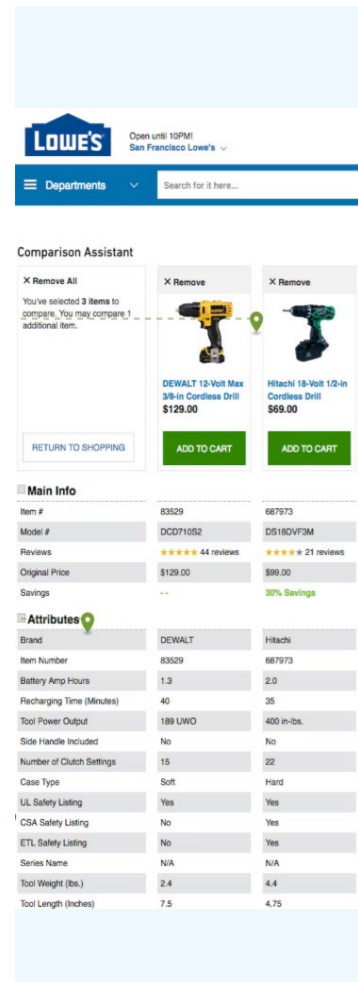 LOWE'S
Open until 10PM!
San Francisco Lowe's
Departments
Search for it here...
Comparison Assistant
X Remove All
You've selected 3 items to
compare. You may compare 1
additional item.
RETURN TO SHOPPING
X Remove
DEWALT 12-Volt Max
3/8-in Cordless Drill
$129.00
ADD TO CART
X Remove
Hitachi 18-Volt 1/2-in
Cordless Drill
$69.00
ADD TO CART
Main Info
Item # 83529 687973
Model # DCD710S2 DS18DVF3M
Reviews 44 reviews 21 reviews
Original Price $129.00 $99.00
Savings -- 30% Savings
Attributes
Brand DEWALT Hitachi
Item Number 83529 687973
Battery Amp Hours 1.3 2.0
Recharging Time (Minutes) 40 35
Tool Power Output 189 UWO 400 in-lbs.
Side Handle Included No No
Number of Clutch Settings 15 22
Case Type Soft Hard
UL Safety Listing Yes Yes
CSA Safety Listing No Yes
ETL Safety Listing No Yes
Series Name N/A N/A
Tool Weight (lbs.) 2.4 4.4
Tool Length (Inches) 7.5 4.75